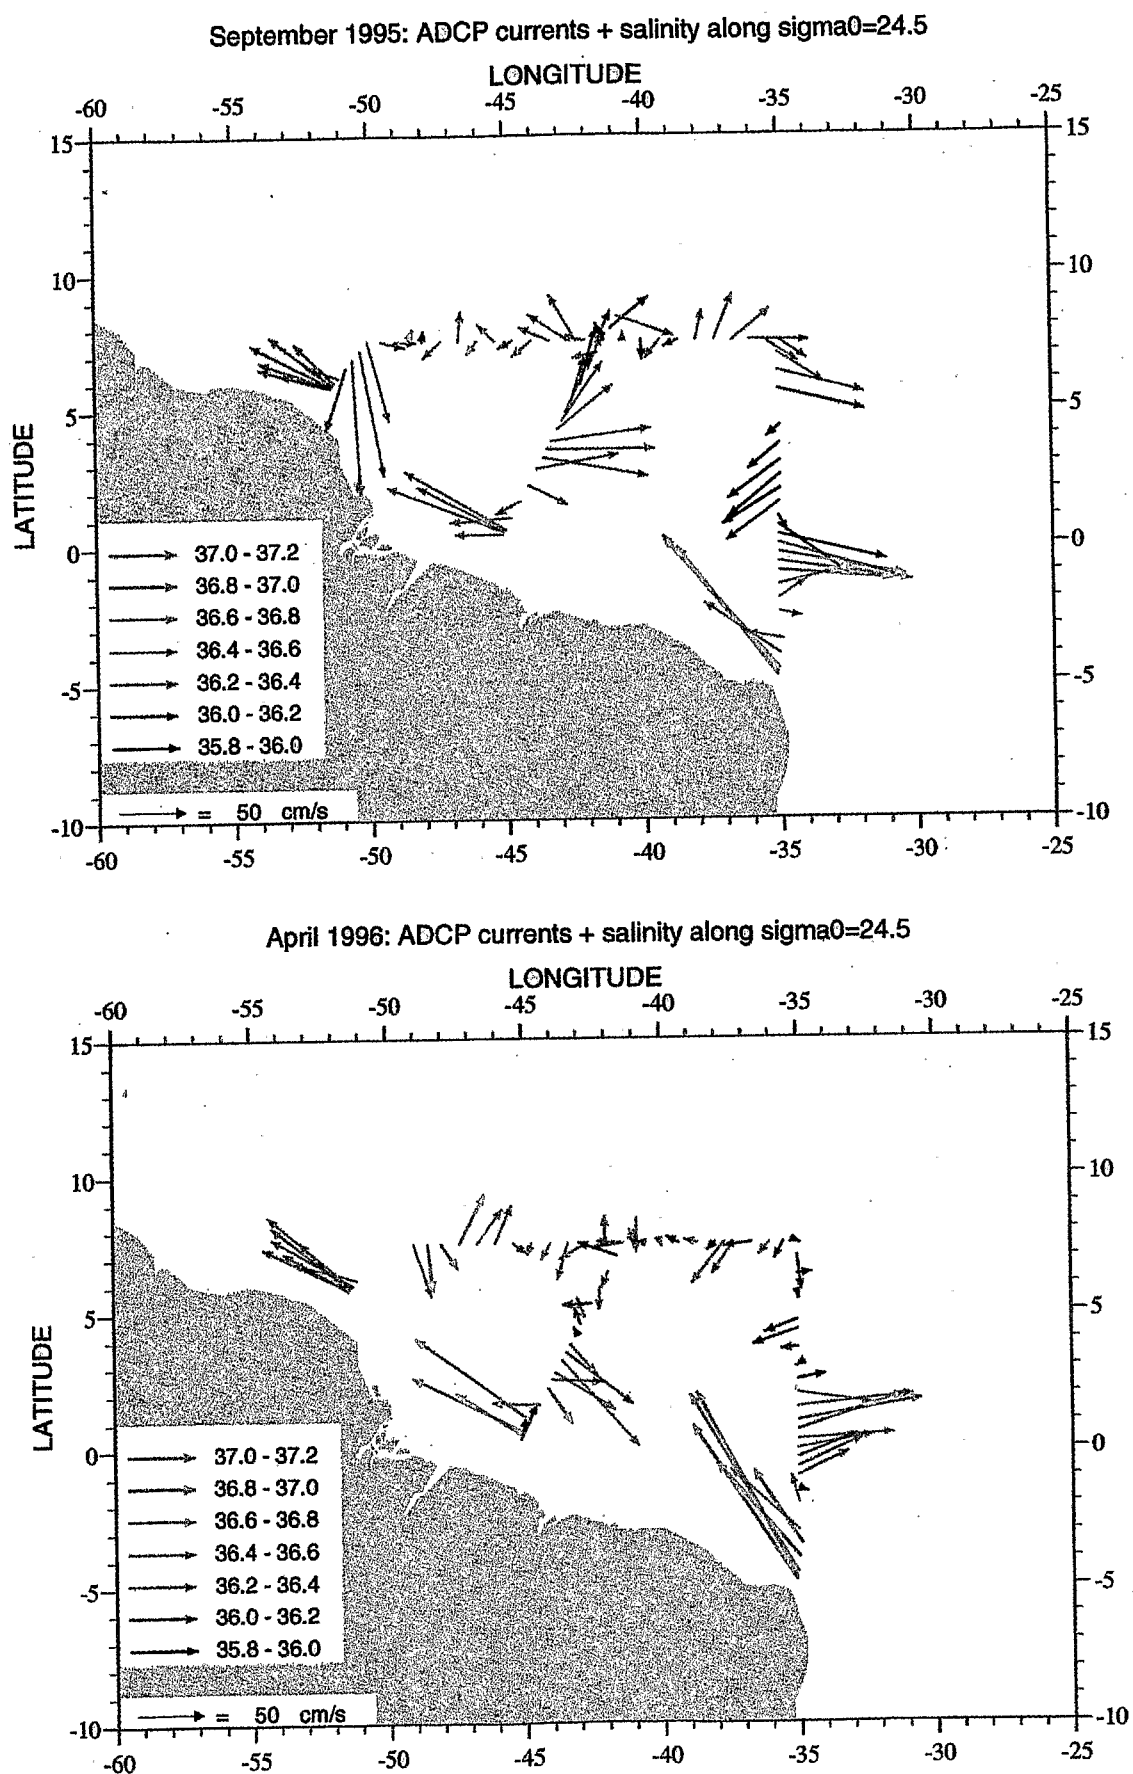 September 1995: ADCP currents + salinity along sigma0=24.5
LONGITUDE
-60 -55 -50 -45 -40 -35 -30 -25
15 15
10 10
5 5
0 0
-5 -5
-10 -10
LATITUDE
37.0 - 37.2
36.8 - 37.0
36.6 - 36.8
36.4 - 36.6
36.2 - 36.4
36.0 - 36.2
35.8 - 36.0
= 50 cm/s
-60 -55 -50 -45 -40 -35 -30 -25
April 1996: ADCP currents + salinity along sigma0=24.5
LONGITUDE
-60 -55 -50 -45 -40 -35 -30 -25
15 15
10 10
5 5
0 0
-5 -5
-10 -10
LATITUDE
37.0 - 37.2
36.8 - 37.0
36.6 - 36.8
36.4 - 36.6
36.2 - 36.4
36.0 - 36.2
35.8 - 36.0
= 50 cm/s
-60 -55 -50 -45 -40 -35 -30 -25